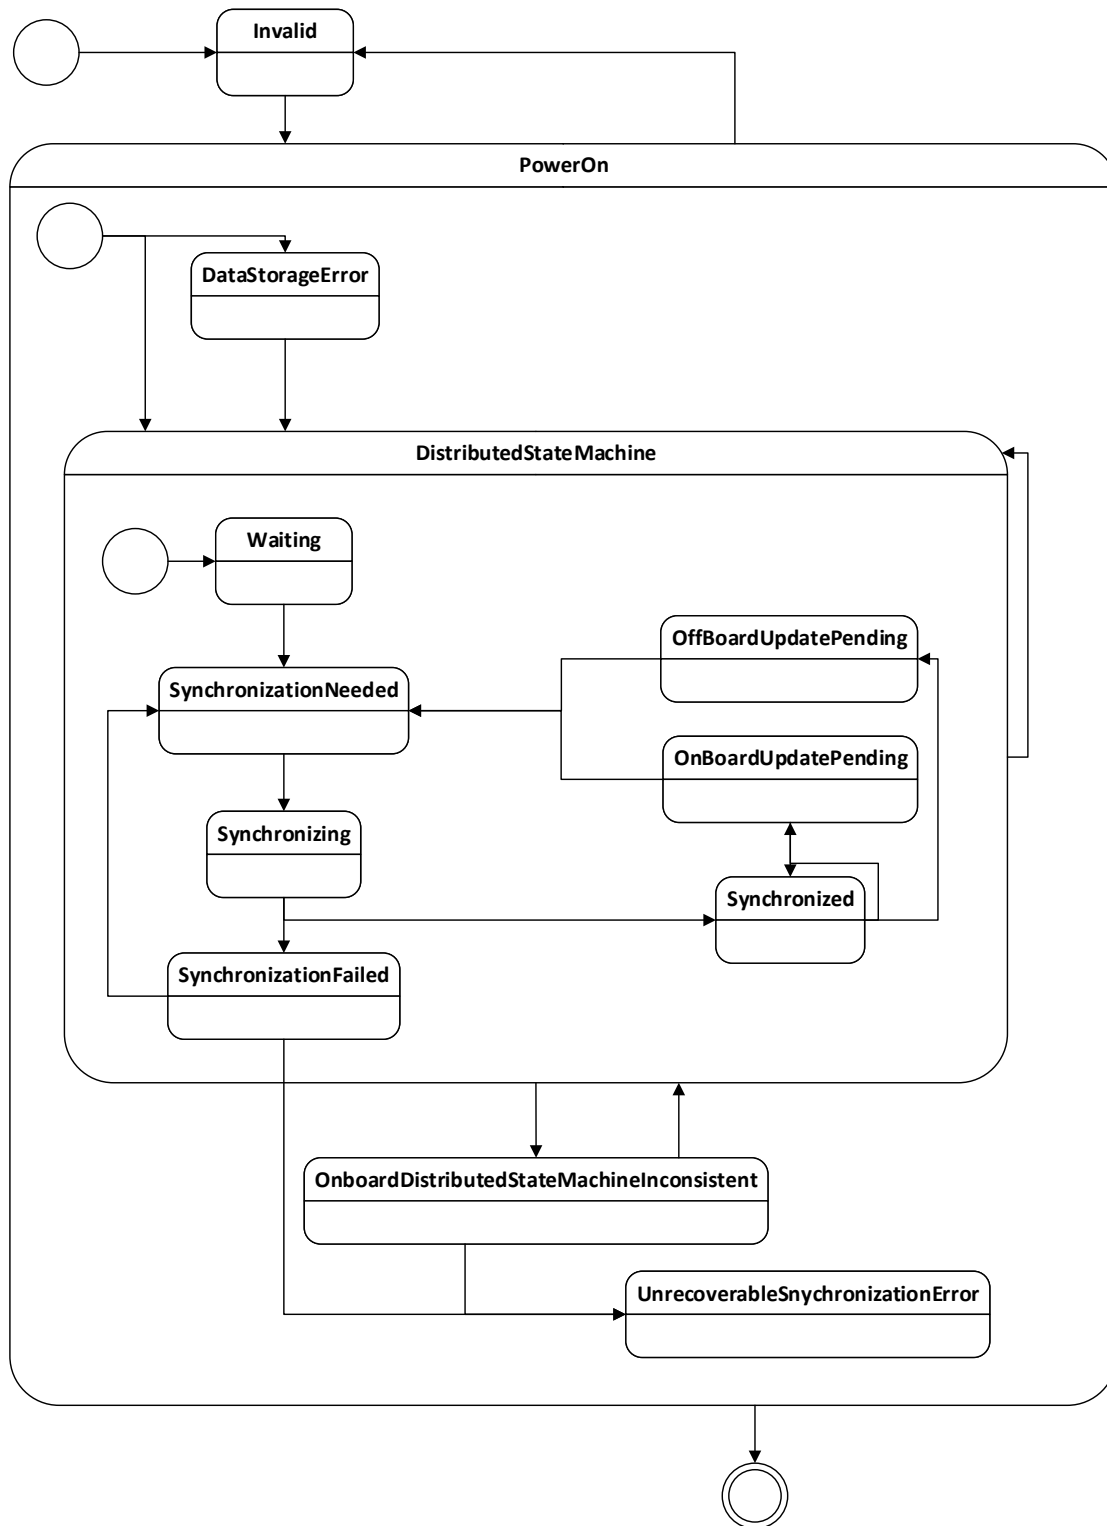 Invalid
PowerOn
DataStorageError
DistributedStateMachine
Waiting
OffBoardUpdatePending
SynchronizationNeeded
OnBoardUpdatePending
Synchronizing
Synchronized
SynchronizationFailed
OnboardDistributedStateMachineInconsistent
UnrecoverableSnychronizationError